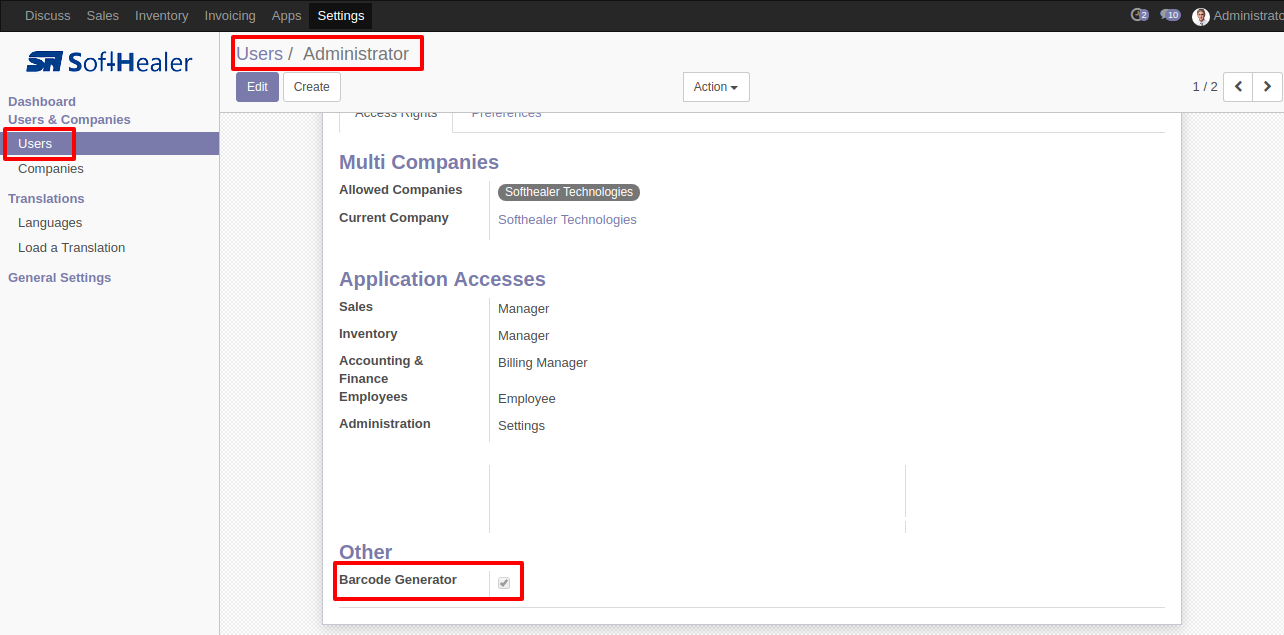 Discuss Sales Inventory Invoicing Apps Settings 2 10 Administrato
SoftHealer
Dashboard
Users & Companies
Users
Companies
Translations
Languages
Load a Translation
General Settings
Users / Administrator
Edit Create Action 1 / 2
Access Rights Preferences
Multi Companies
Allowed Companies Softhealer Technologies
Current Company Softhealer Technologies
Application Accesses
Sales Manager
Inventory Manager
Accounting & Billing Manager
Finance
Employees Employee
Administration Settings
Other
Barcode Generator